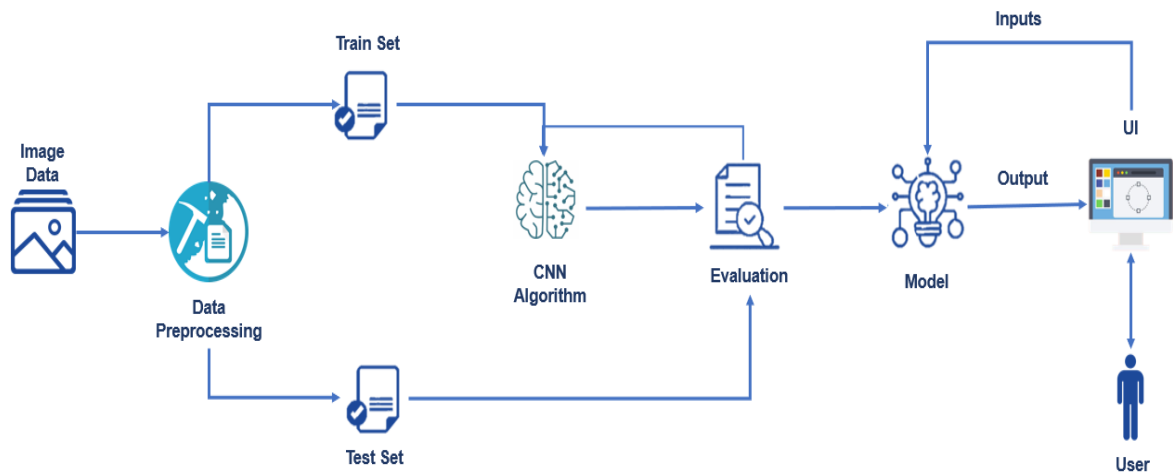 Inputs
Train Set
UI
Image
Data
Output
CNN
Algorithm
Evaluation
Model
Data
Preprocessing
Test Set
User